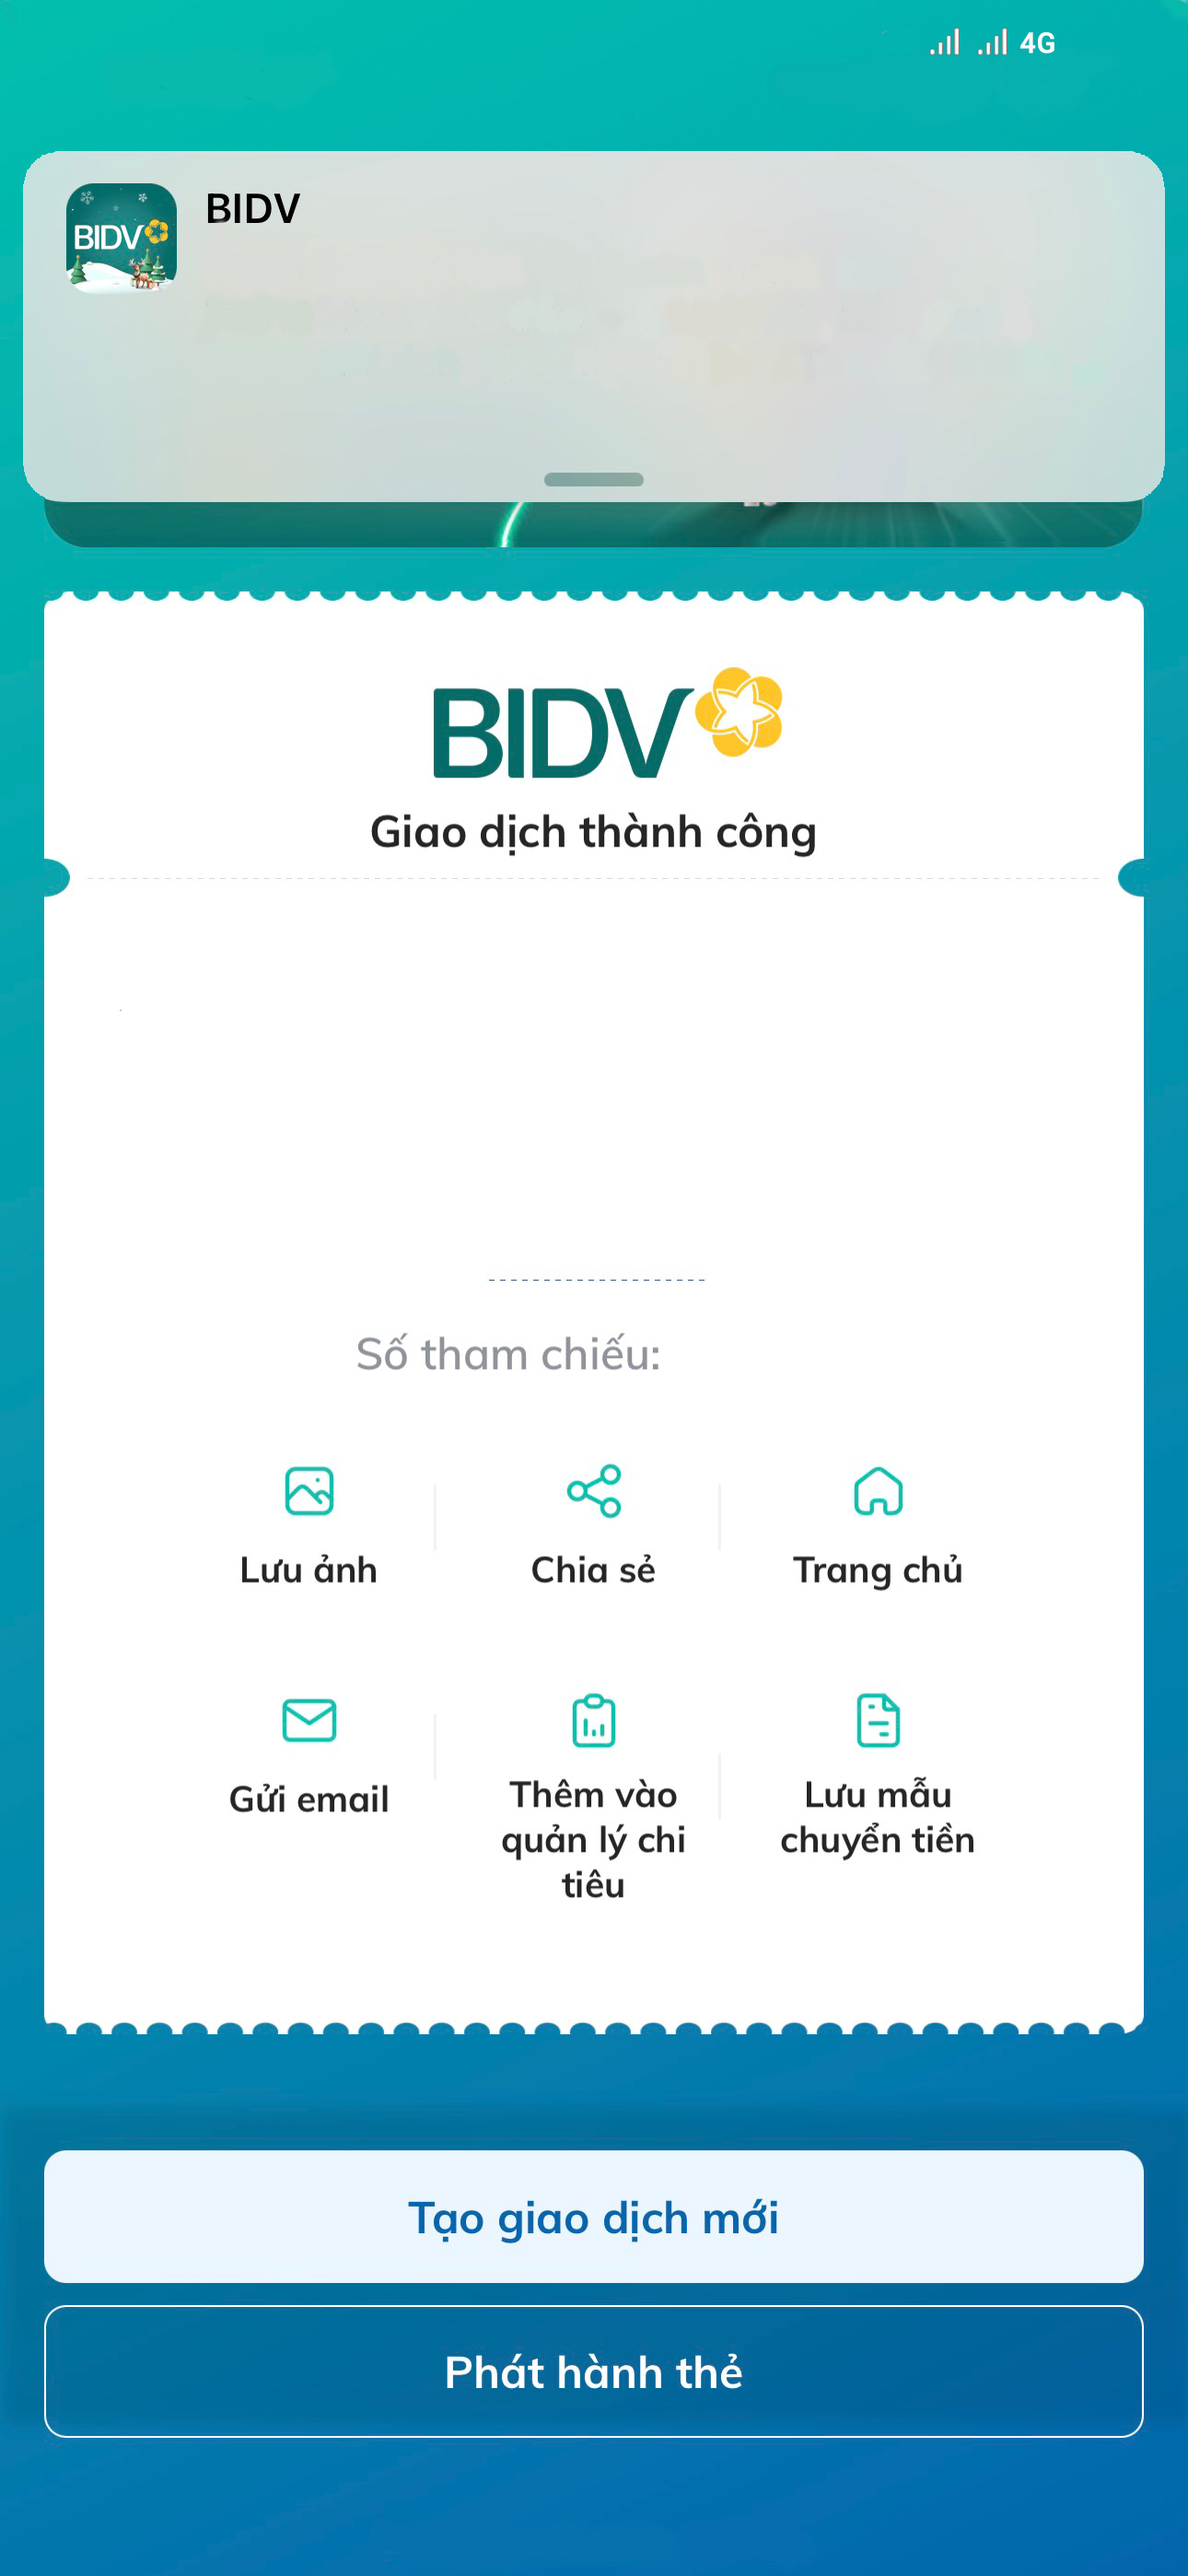 4G
BIDV
BIDV
BIDV
Giao dịch thành công
Số tham chiếu:
Lưu ảnh
Chia sẻ
Trang chủ
Gửi email
Thêm vào
quản lý chi
tiêu
Lưu mẫu
chuyển tiền
Tạo giao dịch mới
Phát hành thẻ